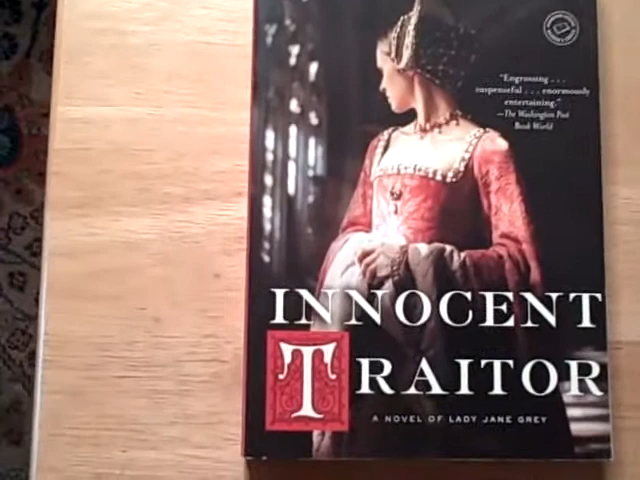 "Engrossing . . .
suspenseful . . . enormously
entertaining."
—The Washington Post
Book World
INNOCENT
TRAITOR
A NOVEL OF LADY JANE GREY